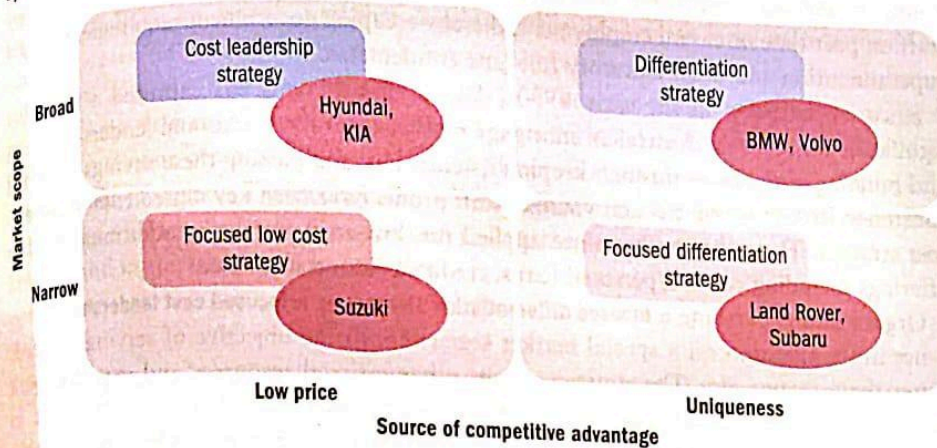 Cost leadership
strategy
Hyundai,
KIA
Differentiation
strategy
BMW, Volvo
Broad
Market scope
Narrow
Focused low cost
strategy
Suzuki
Focused differentiation
strategy
Land Rover,
Subaru
Low price
Uniqueness
Source of competitive advantage